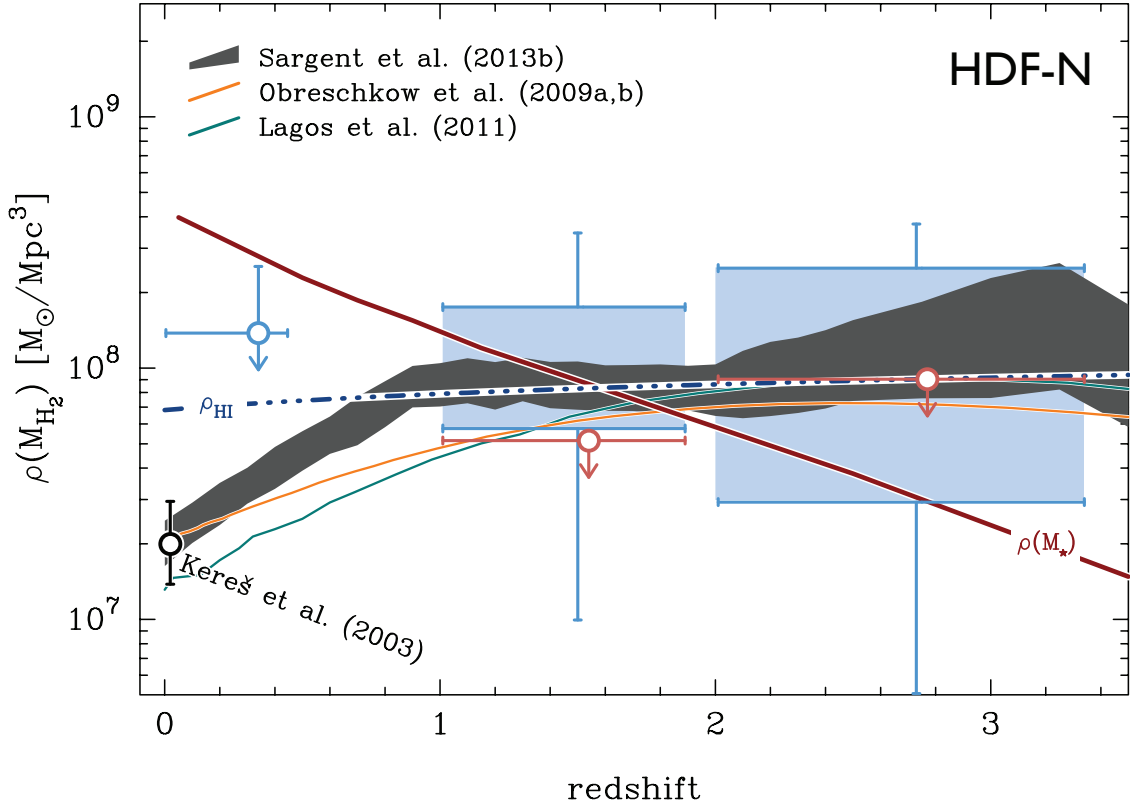 HDF-N
Sargent et al. (2013b)
Obreschkow et al. (2009a,b)
Lagos et al. (2011)
10^9
10^8
10^7
ρ(M_H₂) [M_⊙/Mpc^3]
ρ_HI
ρ(M_⋆)
Kereš et al. (2003)
0 1 2 3
redshift